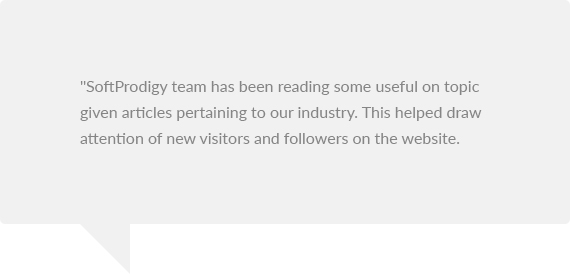 "SoftProdigy team has been reading some useful on topic
given articles pertaining to our industry. This helped draw
attention of new visitors and followers on the website.